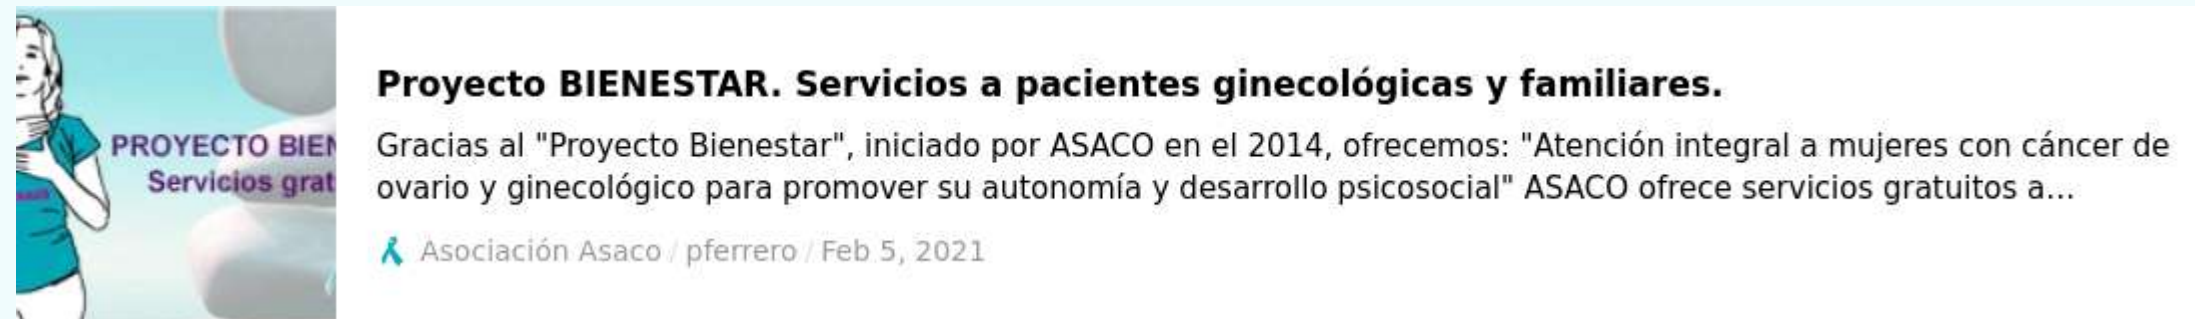 PROYECTO BIEN
Servicios grat
Proyecto BIENESTAR. Servicios a pacientes ginecológicas y familiares.
Gracias al "Proyecto Bienestar", iniciado por ASACO en el 2014, ofrecemos: "Atención integral a mujeres con cáncer de
ovario y ginecológico para promover su autonomía y desarrollo psicosocial" ASACO ofrece servicios gratuitos a...
Asociación Asaco / pferrero / Feb 5, 2021